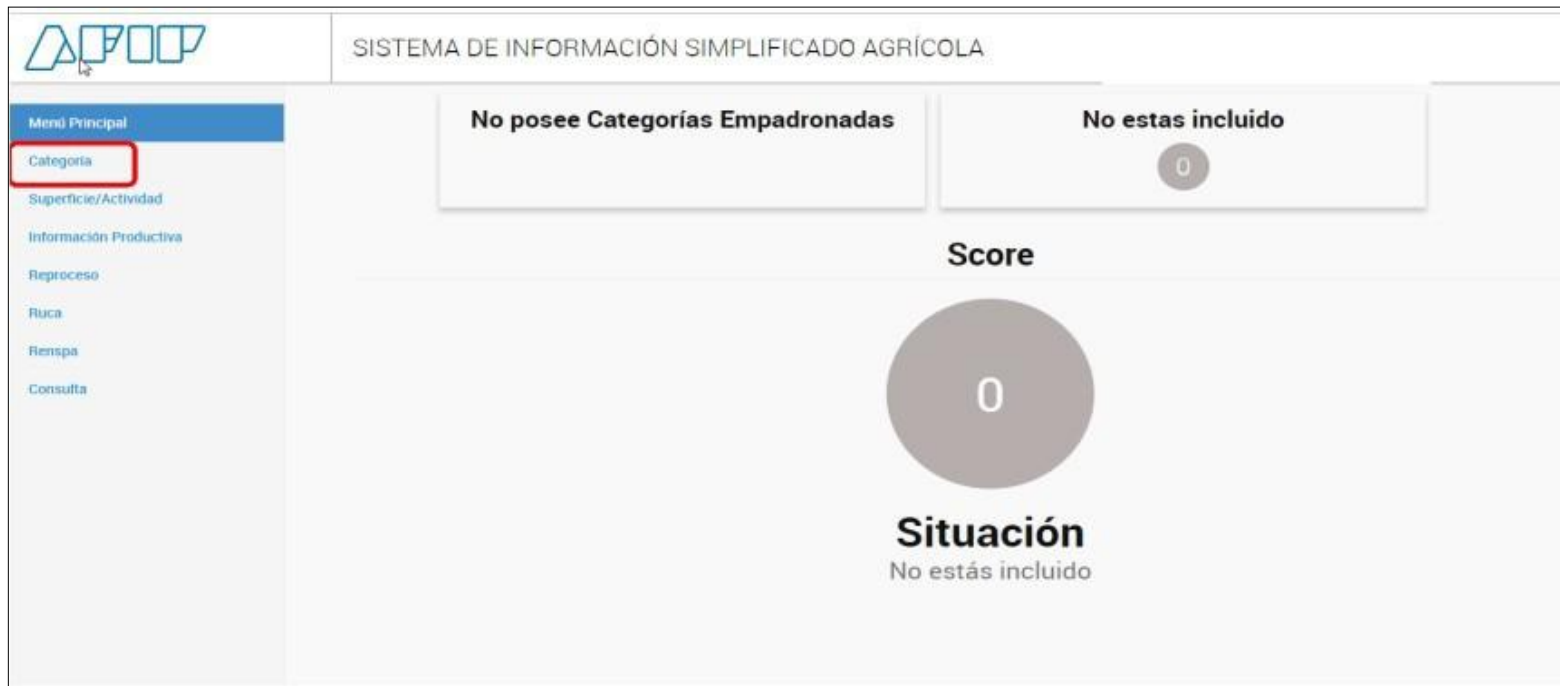 AFIP
SISTEMA DE INFORMACIÓN SIMPLIFICADO AGRÍCOLA
Menú Principal
Categoría
Superficie/Actividad
Información Productiva
Reproceso
Ruca
Renspa
Consulta
No posee Categorías Empadronadas
No estas incluido
0
Score
0
Situación
No estás incluido